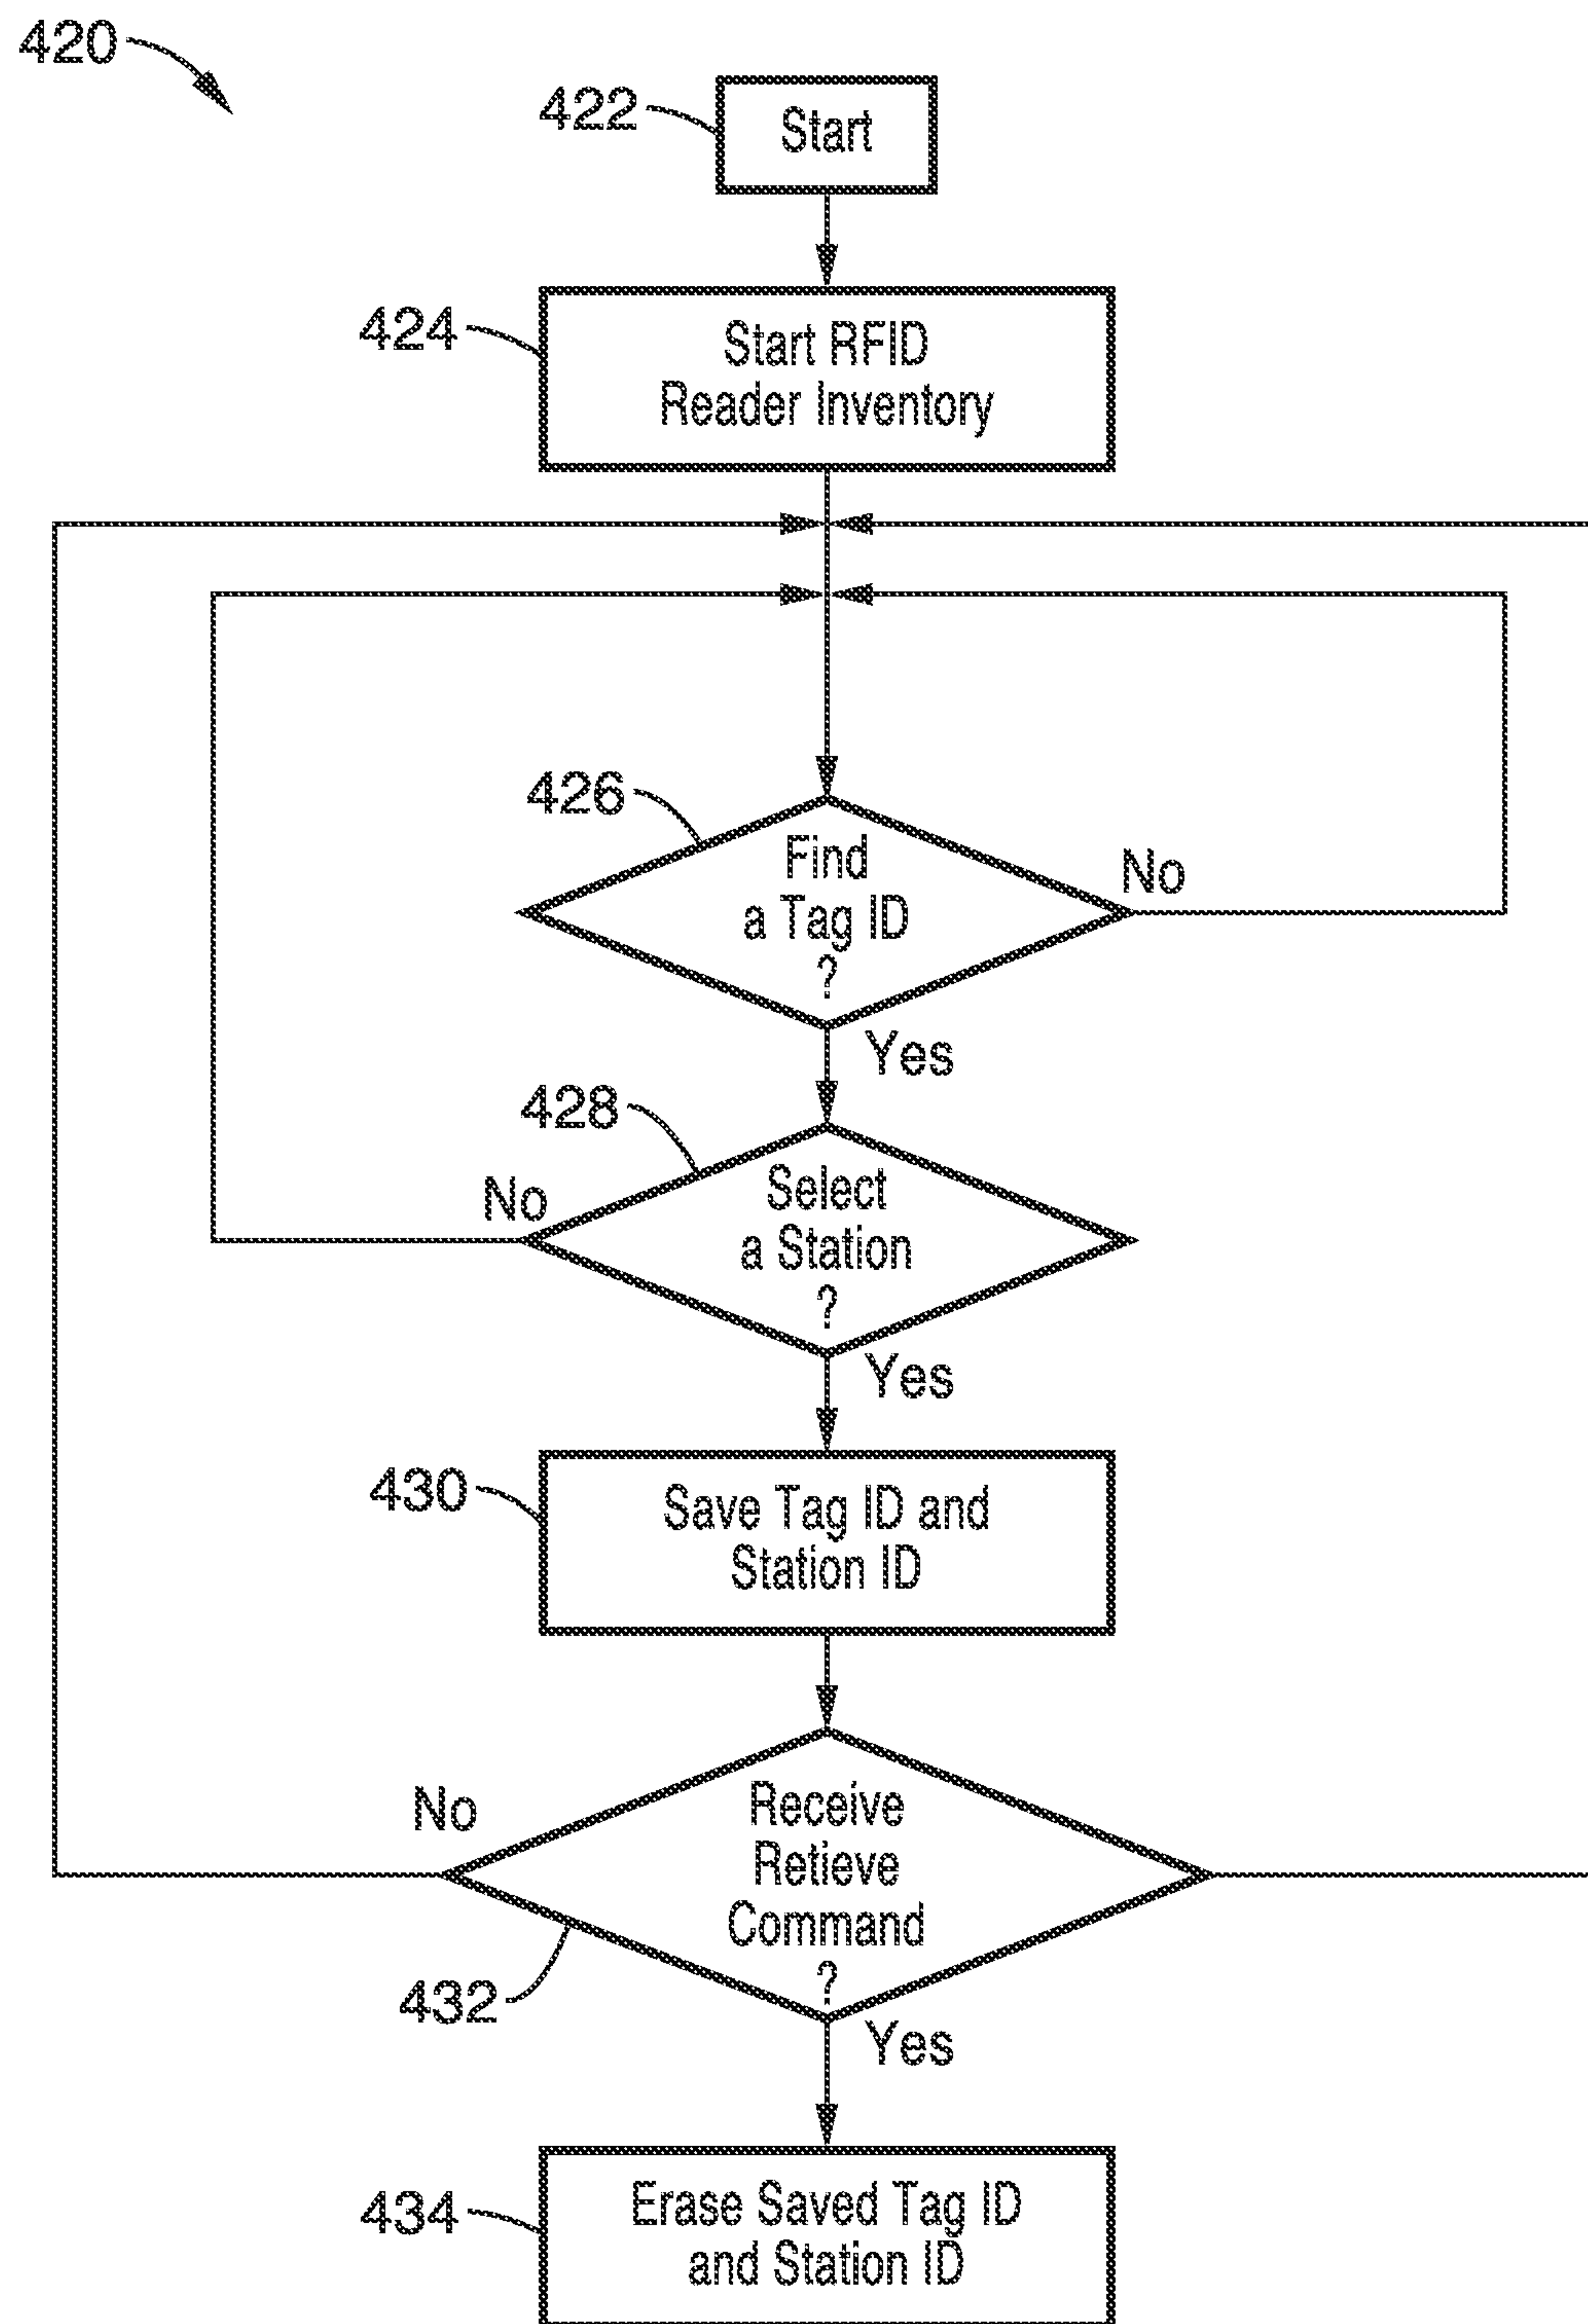 420
422
Start
424
Start RFID
Reader Inventory
426
Find
a Tag ID
?
No
Yes
428
No
Select
a Station
?
Yes
430
Save Tag ID and
Station ID
No
Receive
Retieve
Command
?
432
Yes
434
Erase Saved Tag ID
and Station ID